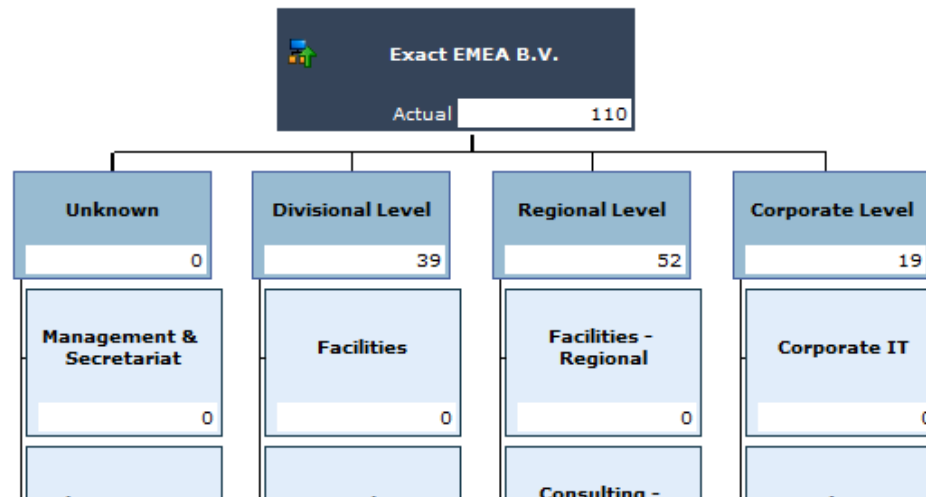 Exact EMEA B.V.
Actual 110
Unknown
0
Divisional Level
39
Regional Level
52
Corporate Level
19
Management &
Secretariat
0
Facilities
0
Facilities -
Regional
0
Corporate IT
0
Consulting -